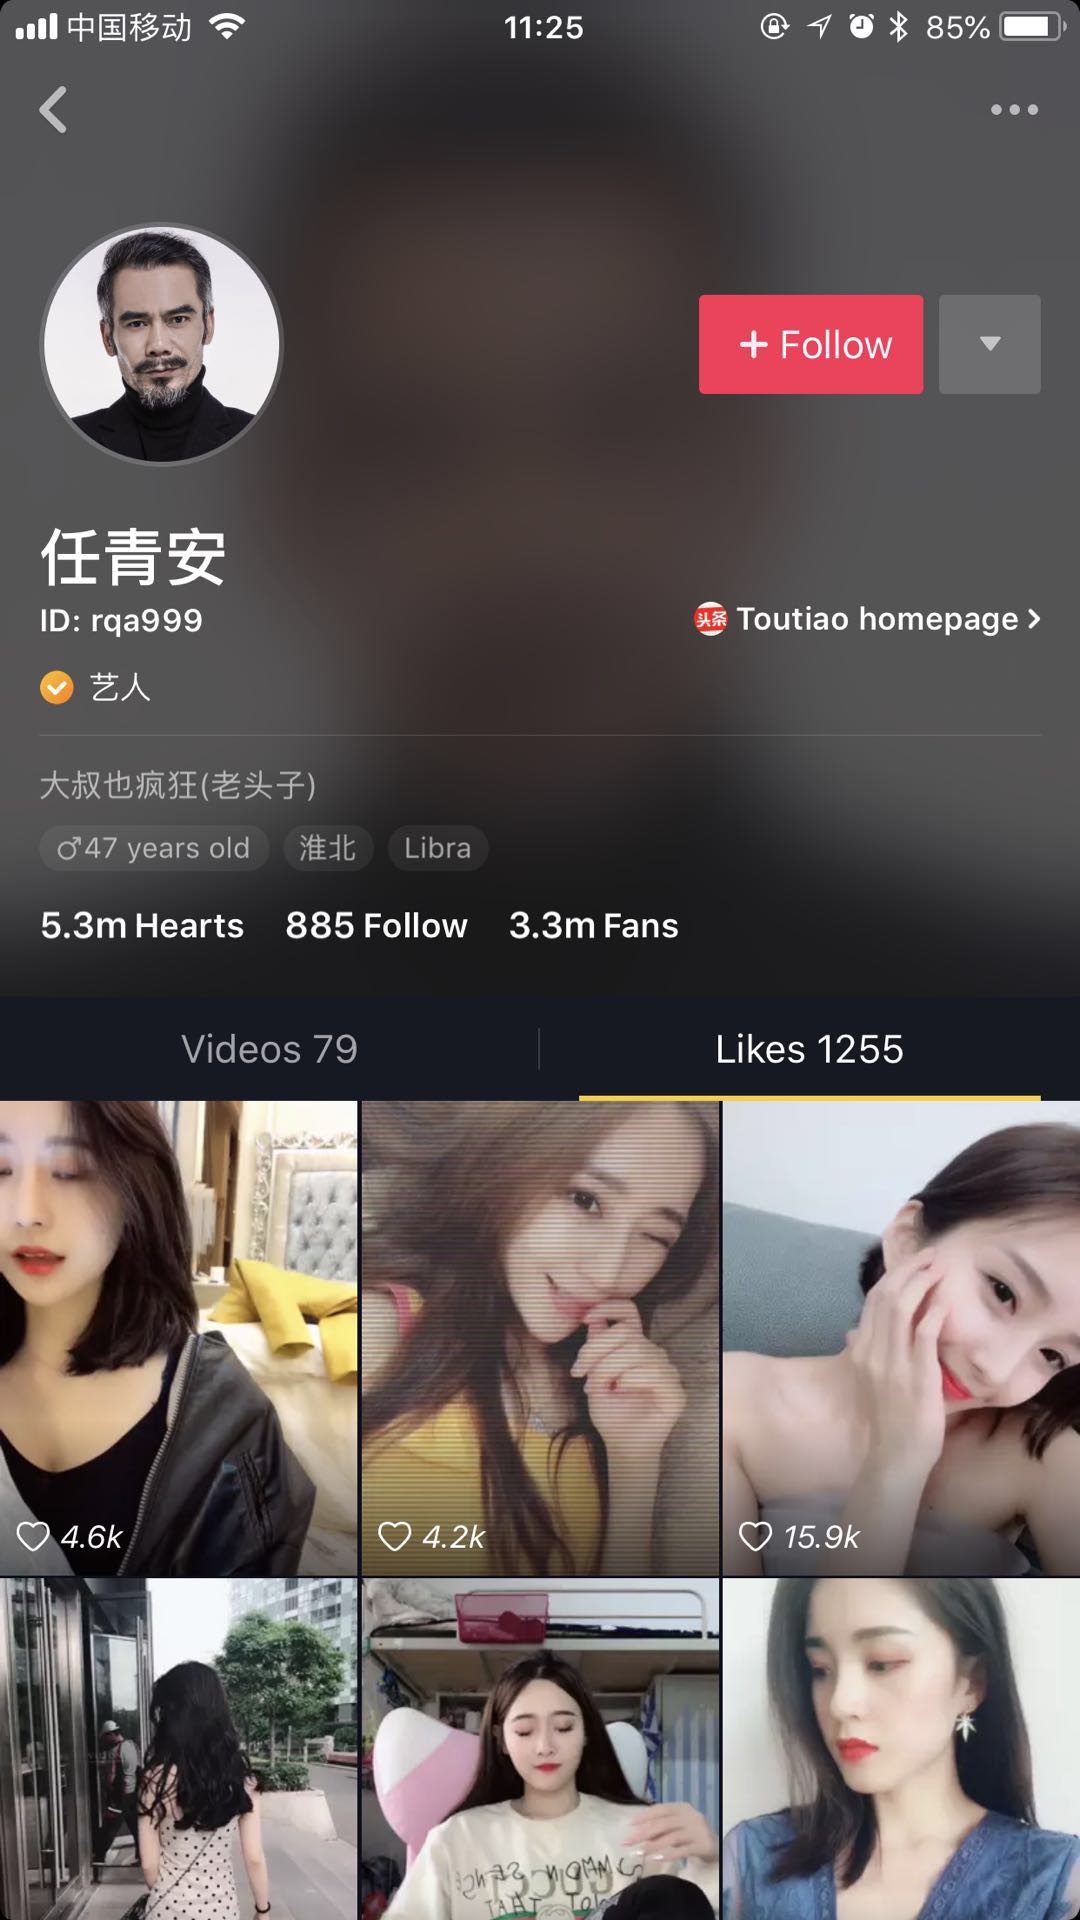 中国移动 11:25 85%
任青安
+ Follow
ID: rqa999
头条 Toutiao homepage
艺人
大叔也疯狂(老头子)
♂47 years old 淮北 Libra
5.3m Hearts 885 Follow 3.3m Fans
Videos 79 Likes 1255
4.6k 4.2k 15.9k